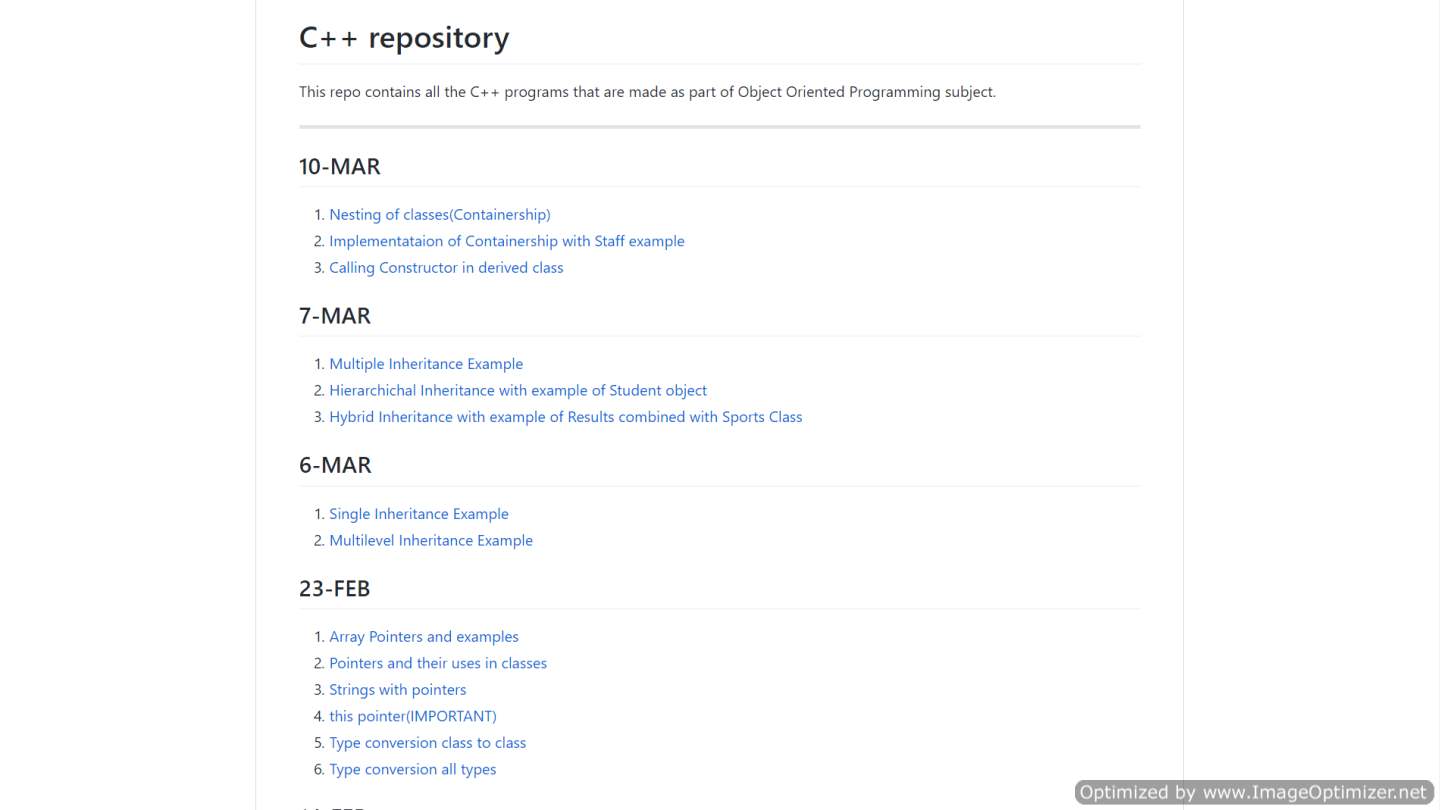 C++ repository
This repo contains all the C++ programs that are made as part of Object Oriented Programming subject.
10-MAR
1. Nesting of classes(Containership)
2. Implementataion of Containership with Staff example
3. Calling Constructor in derived class
7-MAR
1. Multiple Inheritance Example
2. Hierarchichal Inheritance with example of Student object
3. Hybrid Inheritance with example of Results combined with Sports Class
6-MAR
1. Single Inheritance Example
2. Multilevel Inheritance Example
23-FEB
1. Array Pointers and examples
2. Pointers and their uses in classes
3. Strings with pointers
4. this pointer(IMPORTANT)
5. Type conversion class to class
6. Type conversion all types
Optimized by www.ImageOptimizer.net